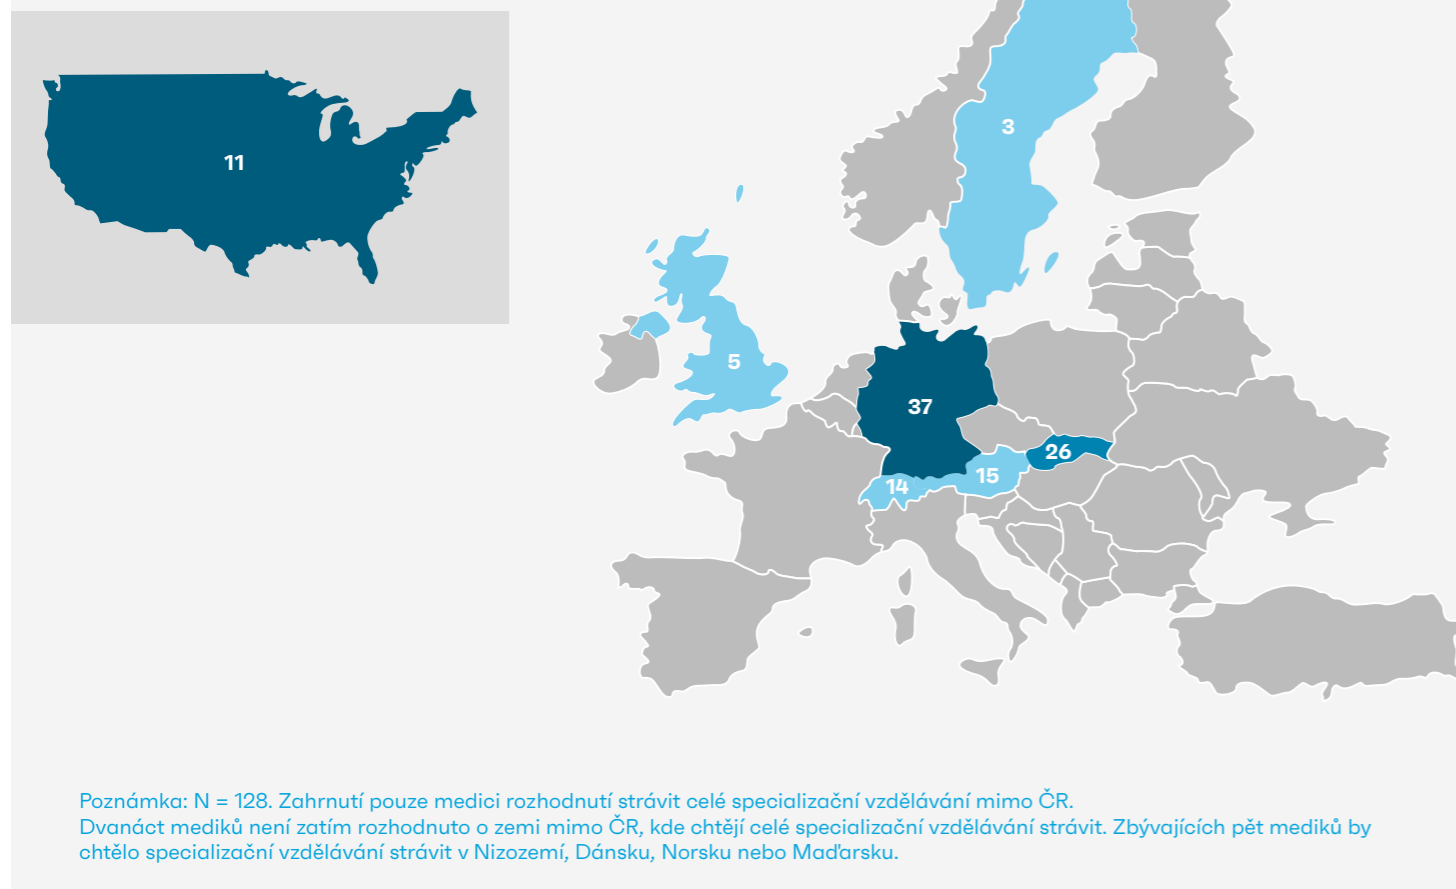 11
3
5
37
26
15
14
Poznámka: N = 128. Zahrnutí pouze medici rozhodnutí strávit celé specializační vzdělávání mimo ČR.
Dvanáct mediků není zatím rozhodnuto o zemi mimo ČR, kde chtějí celé specializační vzdělávání strávit. Zbývajících pět mediků by
chtělo specializační vzdělávání strávit v Nizozemí, Dánsku, Norsku nebo Maďarsku.